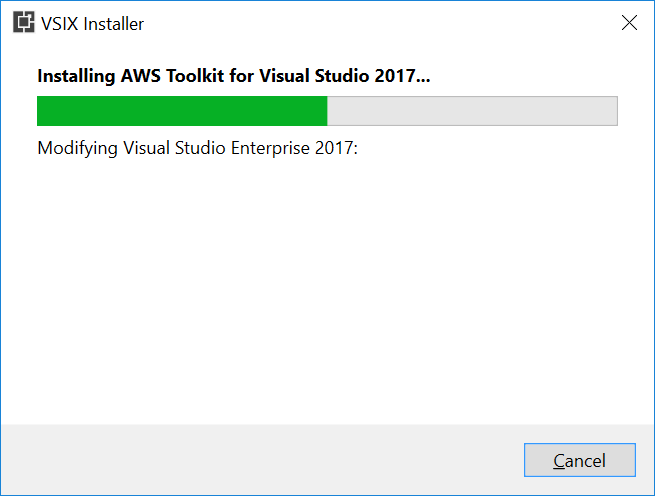 VSIX Installer
Installing AWS Toolkit for Visual Studio 2017...
Modifying Visual Studio Enterprise 2017:
Cancel